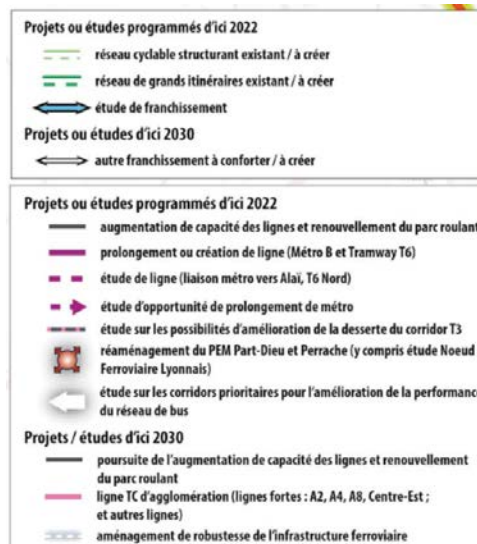 Projets ou études programmés d'ici 2022
réseau cyclable structurant existant / à créer
réseau de grands itinéraires existant / à créer
étude de franchissement
Projets ou études d'ici 2030
autre franchissement à conforter / à créer
Projets ou études programmés d'ici 2022
augmentation de capacité des lignes et renouvellement du parc roulant
prolongement ou création de ligne (Métro B et Tramway T6)
étude de ligne (liaison métro vers Alaï, T6 Nord)
étude d'opportunité de prolongement de métro
étude sur les possibilités d'amélioration de la desserte du corridor T3
réaménagement du PEM Part-Dieu et Perrache (y compris étude Noeud
Ferroviaire Lyonnais)
étude sur les corridors prioritaires pour l'amélioration de la performance
du réseau de bus
Projets / études d'ici 2030
poursuite de l'augmentation de capacité des lignes et renouvellement
du parc roulant
ligne TC d'agglomération (lignes fortes : A2, A4, A8, Centre-Est ;
et autres lignes)
aménagement de robustesse de l'infrastructure ferroviaire